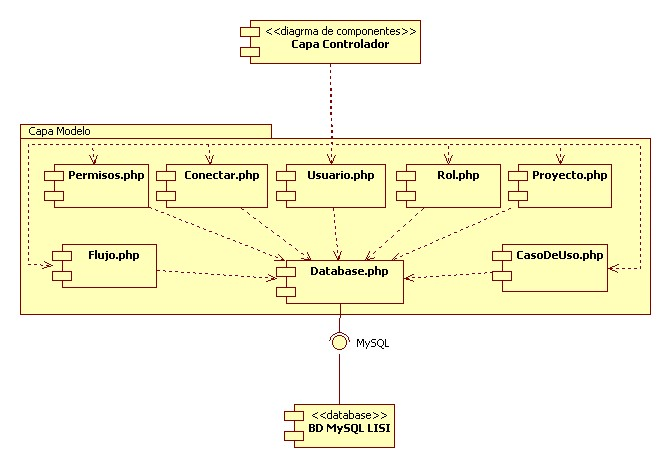 <<diagrma de componentes>>
Capa Controlador
Capa Modelo
Permisos.php
Conectar.php
Usuario.php
Rol.php
Proyecto.php
Flujo.php
Database.php
CasoDeUso.php
MySQL
<<database>>
BD MySQL LISI